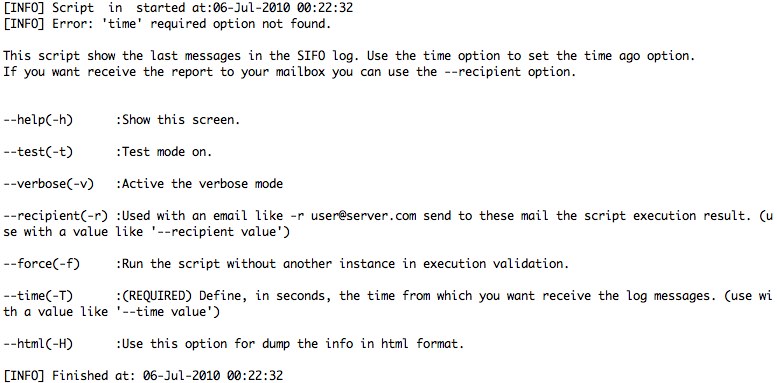 [INFO] Script  in  started at:06-Jul-2010 00:22:32
[INFO] Error: 'time' required option not found.
This script show the last messages in the SIFO log. Use the time option to set the time ago option.
If you want receive the report to your mailbox you can use the --recipient option.
--help(-h)      :Show this screen.
--test(-t)      :Test mode on.
--verbose(-v)   :Active the verbose mode
--recipient(-r) :Used with an email like -r user@server.com send to these mail the script execution result. (u
se with a value like '--recipient value')
--force(-f)     :Run the script without another instance in execution validation.
--time(-T)      :(REQUIRED) Define, in seconds, the time from which you want receive the log messages. (use wi
th a value like '--time value')
--html(-H)      :Use this option for dump the info in html format.
[INFO] Finished at: 06-Jul-2010 00:22:32